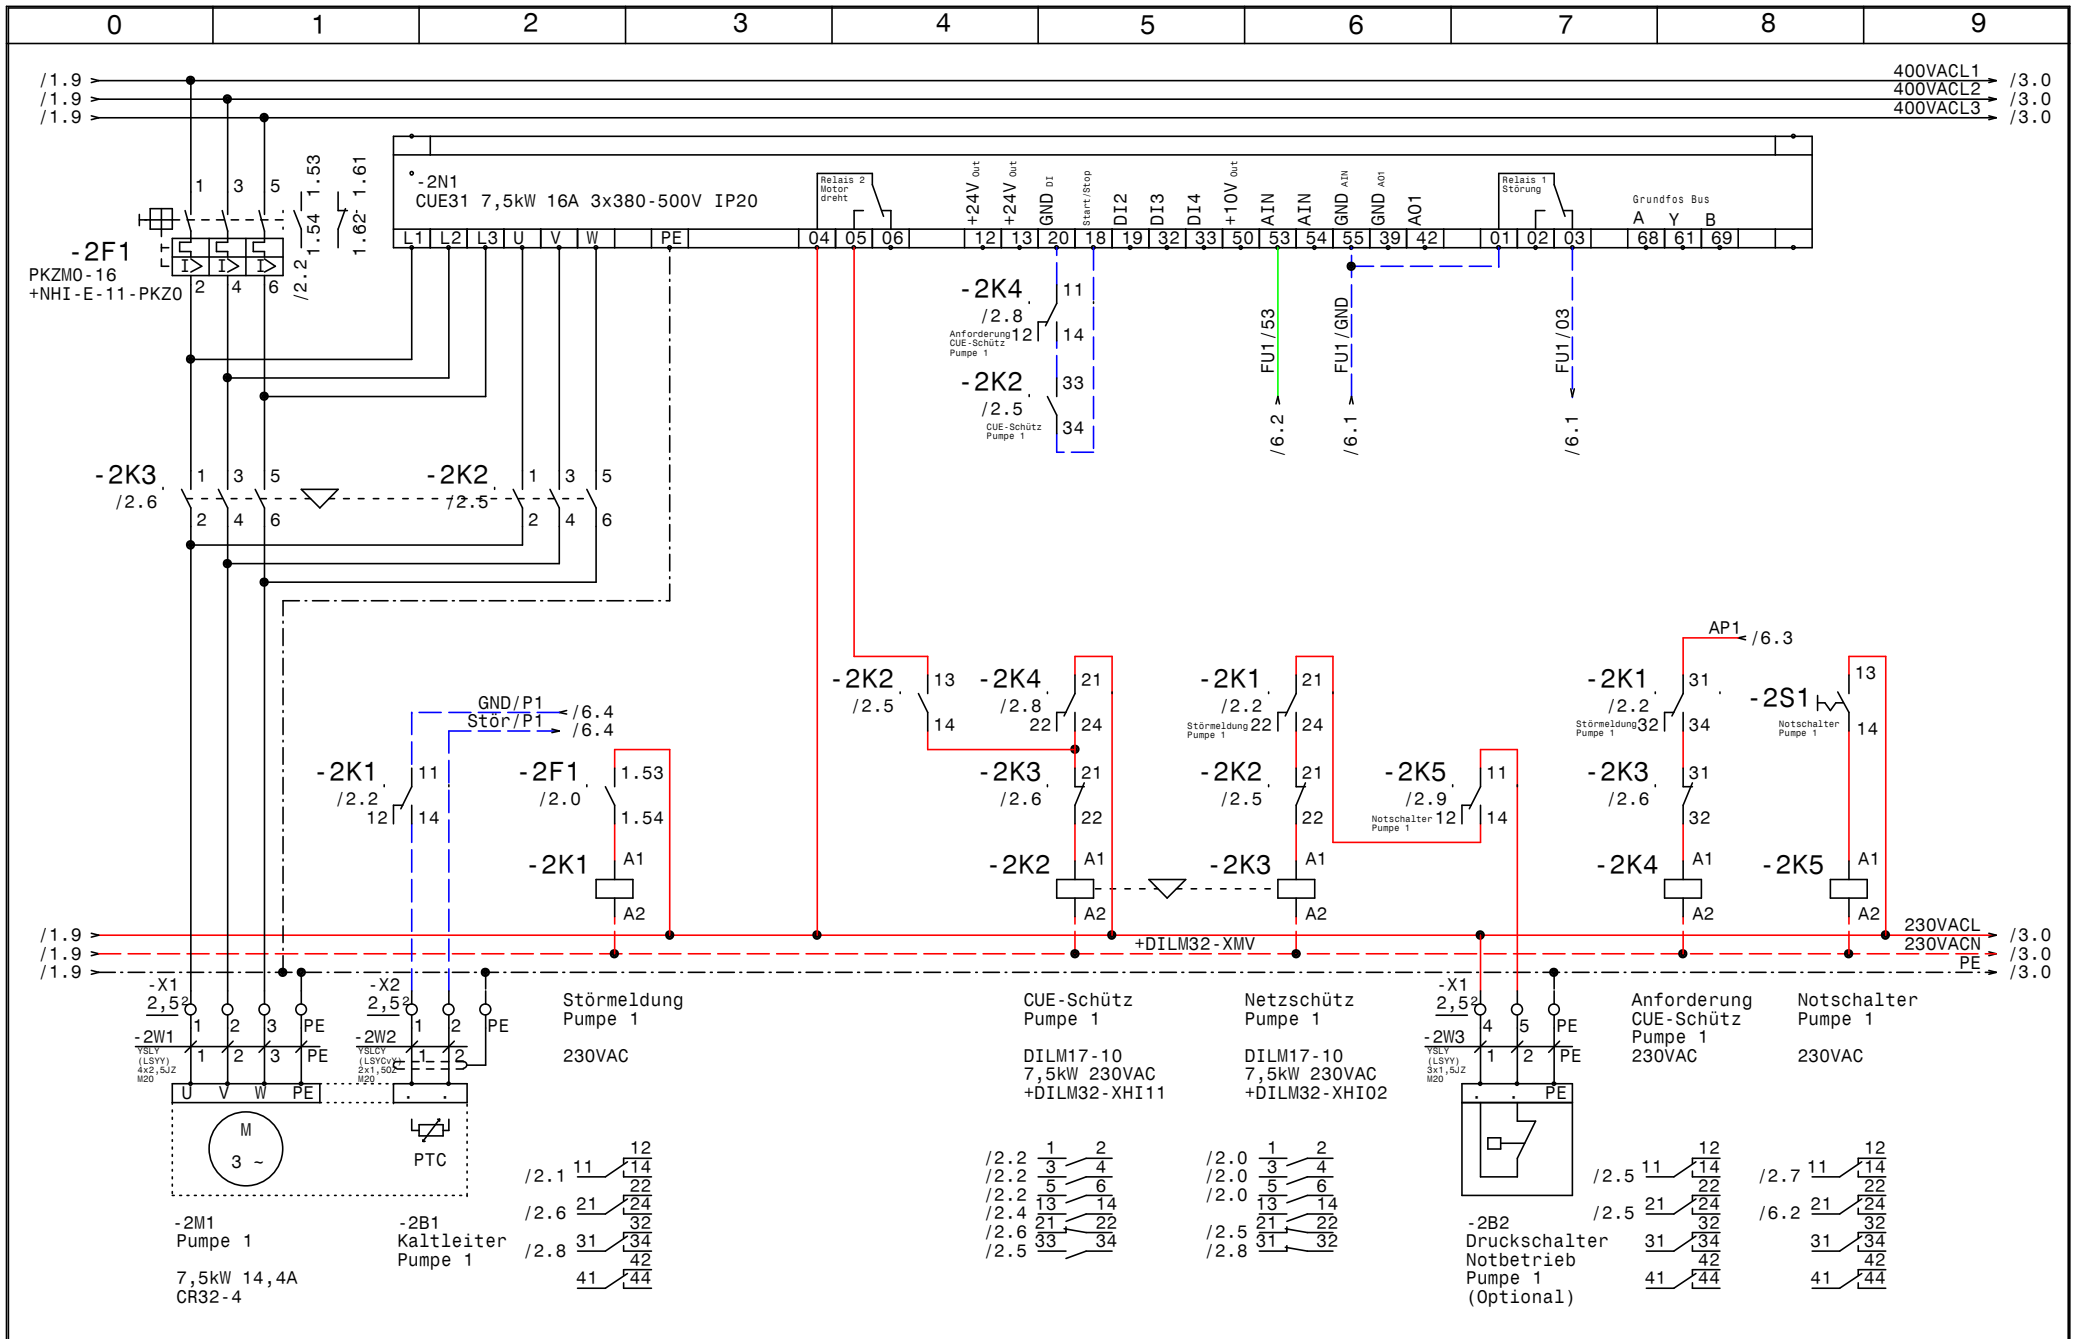 0 1 2 3 4 5 6 7 8 9
/1.9 400VACL1 /3.0
/1.9 400VACL2 /3.0
/1.9 400VACL3 /3.0
-2N1
CUE31 7,5kW 16A 3x380-500V IP20
Relais 2
Motor
dreht
+24V Out
+24V Out
GND DI
Start/Stop
DI2
DI3
DI4
+10V Out
AIN
AIN
GND AIN
GND AO1
AO1
Relais 1
Störung
Grundfos Bus
A Y B
L1 L2 L3 U V W PE 04 05 06 12 13 20 18 19 32 33 50 53 54 55 39 42 01 02 03 68 61 69
1 3 5
1.53
1.54
1.61
1.62
/2.2
-2F1
PKZM0-16
+NHI-E-11-PKZ0
I> I> I>
2 4 6
-2K4
/2.8
Anforderung
CUE-Schütz
Pumpe 1
11
12 14
-2K2
/2.5
CUE-Schütz
Pumpe 1
33
34
FU1/53
/6.2
FU1/GND
/6.1
FU1/03
/6.1
-2K3
/2.6
1 3 5
2 4 6
-2K2
/2.5
1 3 5
2 4 6
AP1 /6.3
GND/P1 /6.4
Stör/P1 /6.4
-2K2
/2.5
13
14
-2K4
/2.8
21
22 24
-2K1
/2.2
Störmeldung
Pumpe 1
21
22 24
-2K1
/2.2
Störmeldung
Pumpe 1
31
32 34
-2S1
Notschalter
Pumpe 1
13
14
-2K1
/2.2
11
12 14
-2F1
/2.0
1.53
1.54
-2K3
/2.6
21
22
-2K2
/2.5
21
22
-2K5
/2.9
Notschalter
Pumpe 1
11
12 14
-2K3
/2.6
31
32
-2K1
A1
A2
-2K2
A1
A2
-2K3
A1
A2
-2K4
A1
A2
-2K5
A1
A2
/1.9 230VACL /3.0
/1.9 +DILM32-XMV 230VACN /3.0
/1.9 PE /3.0
-X1
2,5²
1 2 3 PE
-2W1
YSLY
(LSYY)
4x2,5JZ
M20
1 2 3 PE
U V W PE
M
3 ~
-2M1
Pumpe 1
7,5kW 14,4A
CR32-4
-X2
2,5²
1 2 PE
-2W2
YSLCY
(LSYCvY)
2x1,5OZ
M20
1 2
. .
PTC
-2B1
Kaltleiter
Pumpe 1
Störmeldung
Pumpe 1
230VAC
12
/2.1 11 14
22
/2.6 21 24
32
/2.8 31 34
42
41 44
CUE-Schütz
Pumpe 1
DILM17-10
7,5kW 230VAC
+DILM32-XHI11
/2.2 1 2
/2.2 3 4
/2.2 5 6
/2.4 13 14
/2.6 21 22
/2.5 33 34
Netzschütz
Pumpe 1
DILM17-10
7,5kW 230VAC
+DILM32-XHI02
/2.0 1 2
/2.0 3 4
/2.0 5 6
13 14
/2.5 21 22
/2.8 31 32
-X1
2,5²
4 5 PE
-2W3
YSLY
(LSYY)
3x1,5JZ
M20
1 2 PE
. . PE
-2B2
Druckschalter
Notbetrieb
Pumpe 1
(Optional)
Anforderung
CUE-Schütz
Pumpe 1
230VAC
12
/2.5 11 14
22
/2.5 21 24
32
31 34
42
41 44
Notschalter
Pumpe 1
230VAC
12
/2.7 11 14
22
/6.2 21 24
32
31 34
42
41 44